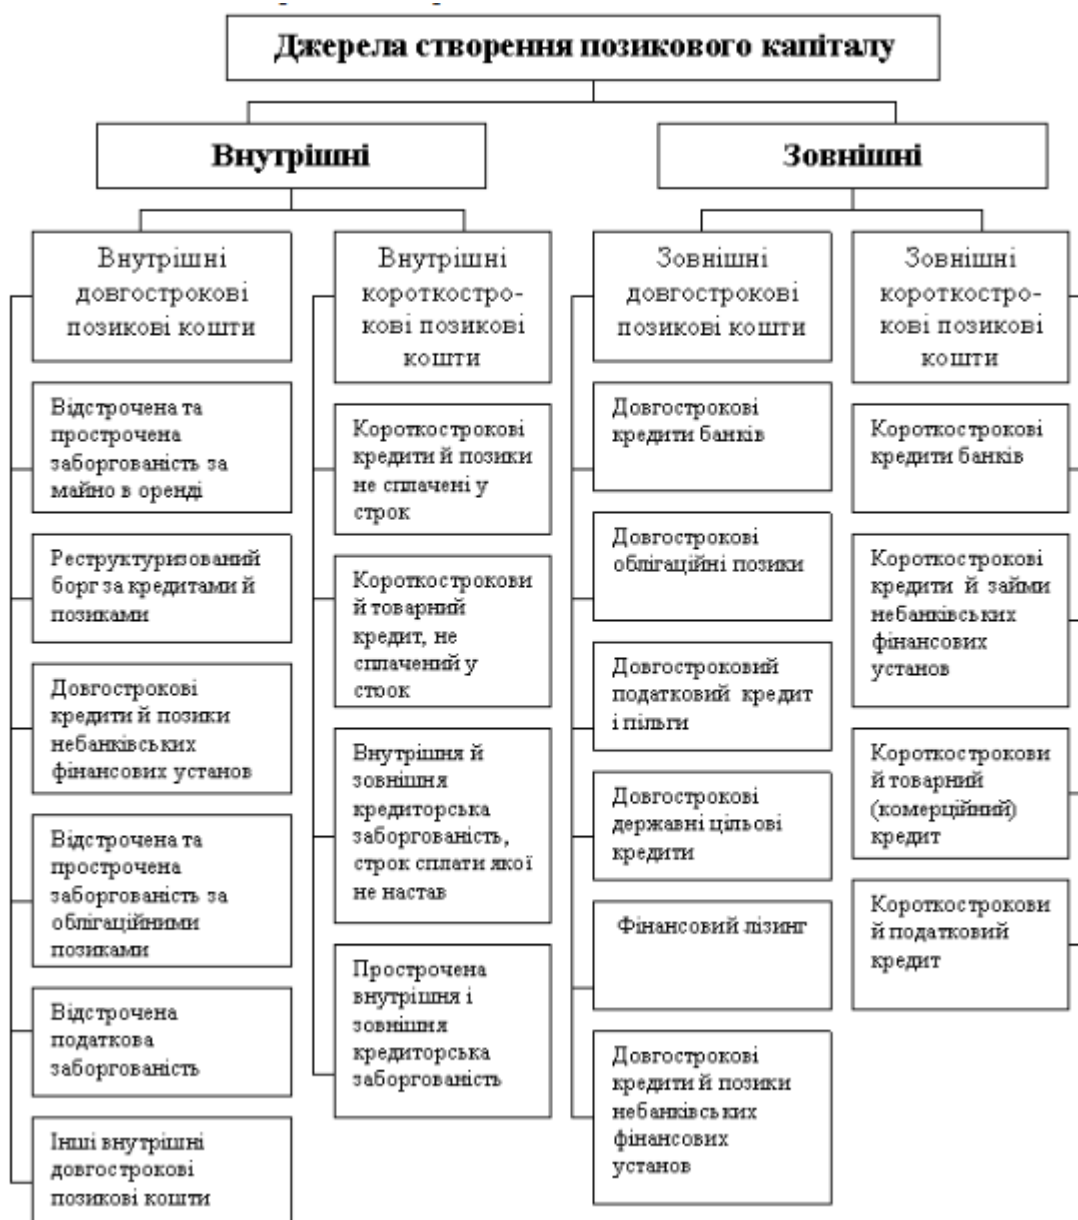 Джерела створення позикового капіталу
Внутрішні
Зовнішні
Внутрішні
довгострокові
позикові кошти
Відстрочена та
прострочена
заборгованість за
майно в оренді
Реструктуризований
борг за кредитами й
позиками
Довгострокові
кредити й позики
небанківських
фінансових установ
Відстрочена та
прострочена
заборгованість за
облігаційними
позиками
Відстрочена
податкова
заборгованість
Інші внутрішні
довгострокові
позикові кошти
Внутрішні
короткостро-
кові позикові
кошти
Короткострокові
кредити й позики
не сплачені у
строк
Короткострокови
й товарний
кредит, не
сплачений у
строк
Внутрішня й
зовнішня
кредиторська
заборгованість,
строк сплати якої
не настав
Прострочена
внутрішня і
зовнішня
кредиторська
заборгованість
Зовнішні
довгострокові
позикові кошти
Довгострокові
кредити банків
Довгострокові
облігаційні позики
Довгостроковий
податковий кредит
і пільги
Довгострокові
державні цільові
кредити
Фінансовий лізинг
Довгострокові
кредити й позики
небанківських
фінансових
установ
Зовнішні
короткостро-
кові позикові
кошти
Короткострокові
кредити банків
Короткострокові
кредити й займи
небанківських
фінансових
установ
Короткострокови
й товарний
(комерційний)
кредит
Короткострокови
й податковий
кредит